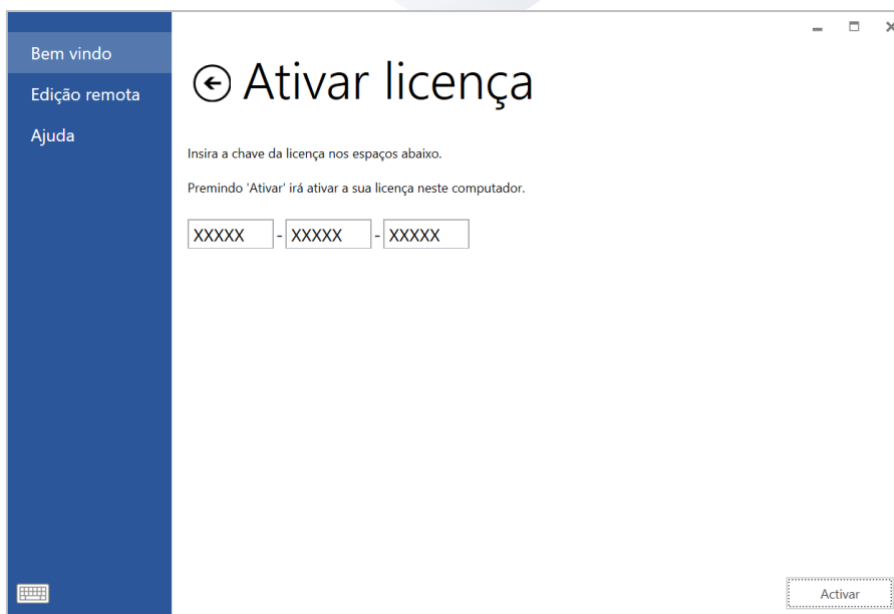 Bem vindo
Edição remota
Ajuda
Ativar licença
Insira a chave da licença nos espaços abaixo.
Premindo 'Ativar' irá ativar a sua licença neste computador.
XXXXX - XXXXX - XXXXX
Activar